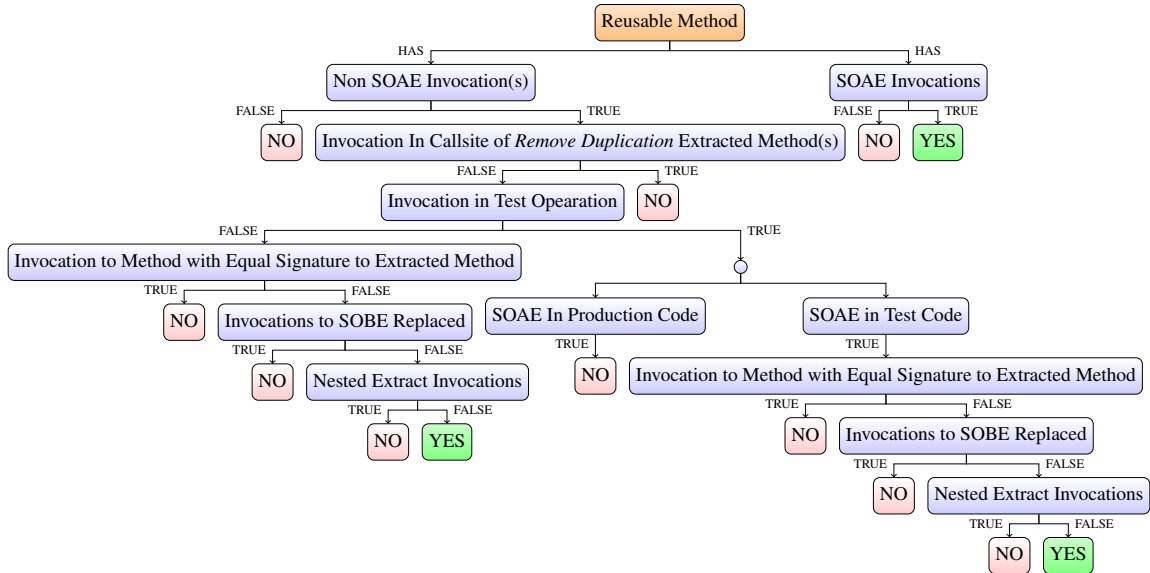 Reusable Method
HAS HAS
Non SOAE Invocation(s) SOAE Invocations
FALSE TRUE FALSE TRUE
NO Invocation In Callsite of Remove Duplication Extracted Method(s) NO YES
FALSE TRUE
Invocation in Test Opearation NO
FALSE TRUE
Invocation to Method with Equal Signature to Extracted Method
TRUE FALSE
NO Invocations to SOBE Replaced SOAE In Production Code SOAE in Test Code
TRUE FALSE TRUE TRUE
NO Nested Extract Invocations NO Invocation to Method with Equal Signature to Extracted Method
TRUE FALSE TRUE FALSE
NO YES NO Invocations to SOBE Replaced
TRUE FALSE
NO Nested Extract Invocations
TRUE FALSE
NO YES